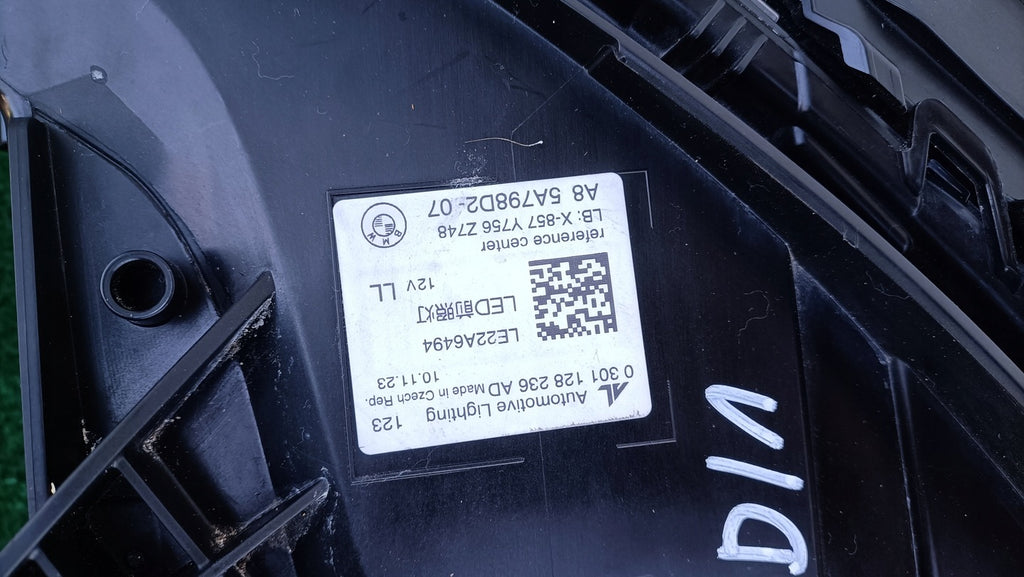 AL Automotive Lighting 123
0 301 128 236 AD Made in Czech Rep. 10.11.23
LE22A6494
LED前照灯
12V LL
reference center
LB: X-857 Y756 Z748
A8 5A798D2-07
BMW